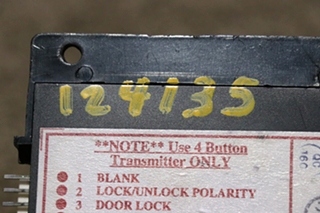 124135
**NOTE** Use 4 Button
Transmitter ONLY
1 BLANK
2 LOCK/UNLOCK POLARITY
3 DOOR LOCK